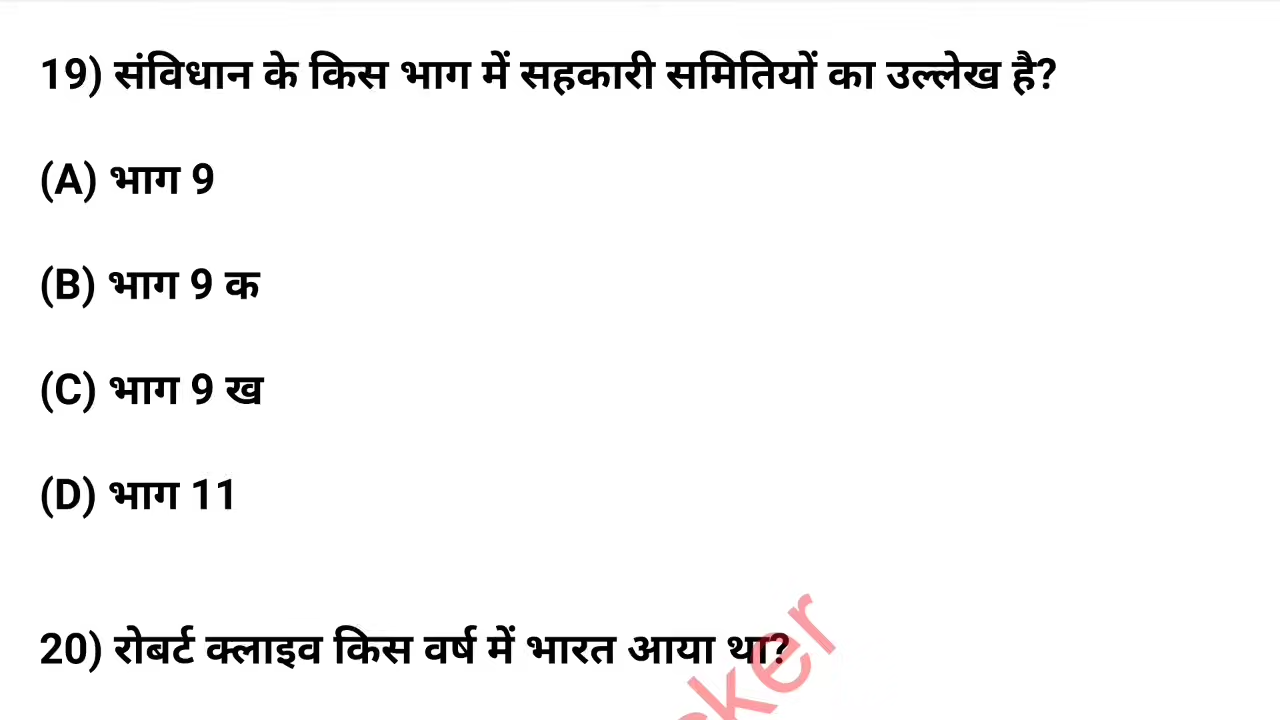 19) संविधान के किस भाग में सहकारी समितियों का उल्लेख है?
(A) भाग 9
(B) भाग 9 क
(C) भाग 9 ख
(D) भाग 11
20) रोबर्ट क्लाइव किस वर्ष में भारत आया था?